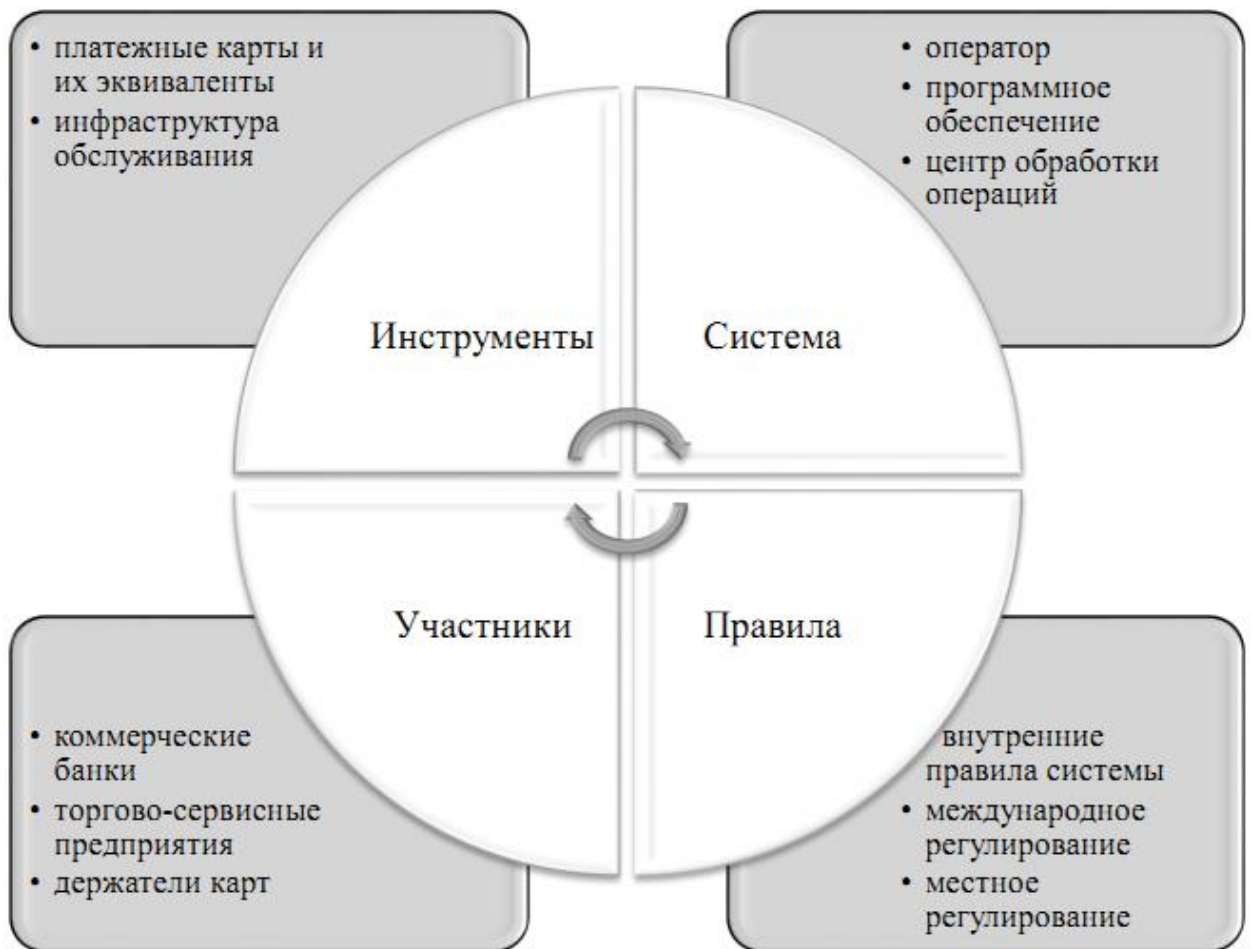 • платежные карты и
их эквиваленты
• инфраструктура
обслуживания
• оператор
• программное
обеспечение
• центр обработки
операций
Инструменты
Система
Участники
Правила
• коммерческие
банки
• торгово-сервисные
предприятия
• держатели карт
внутренние
правила системы
• международное
регулирование
• местное
регулирование